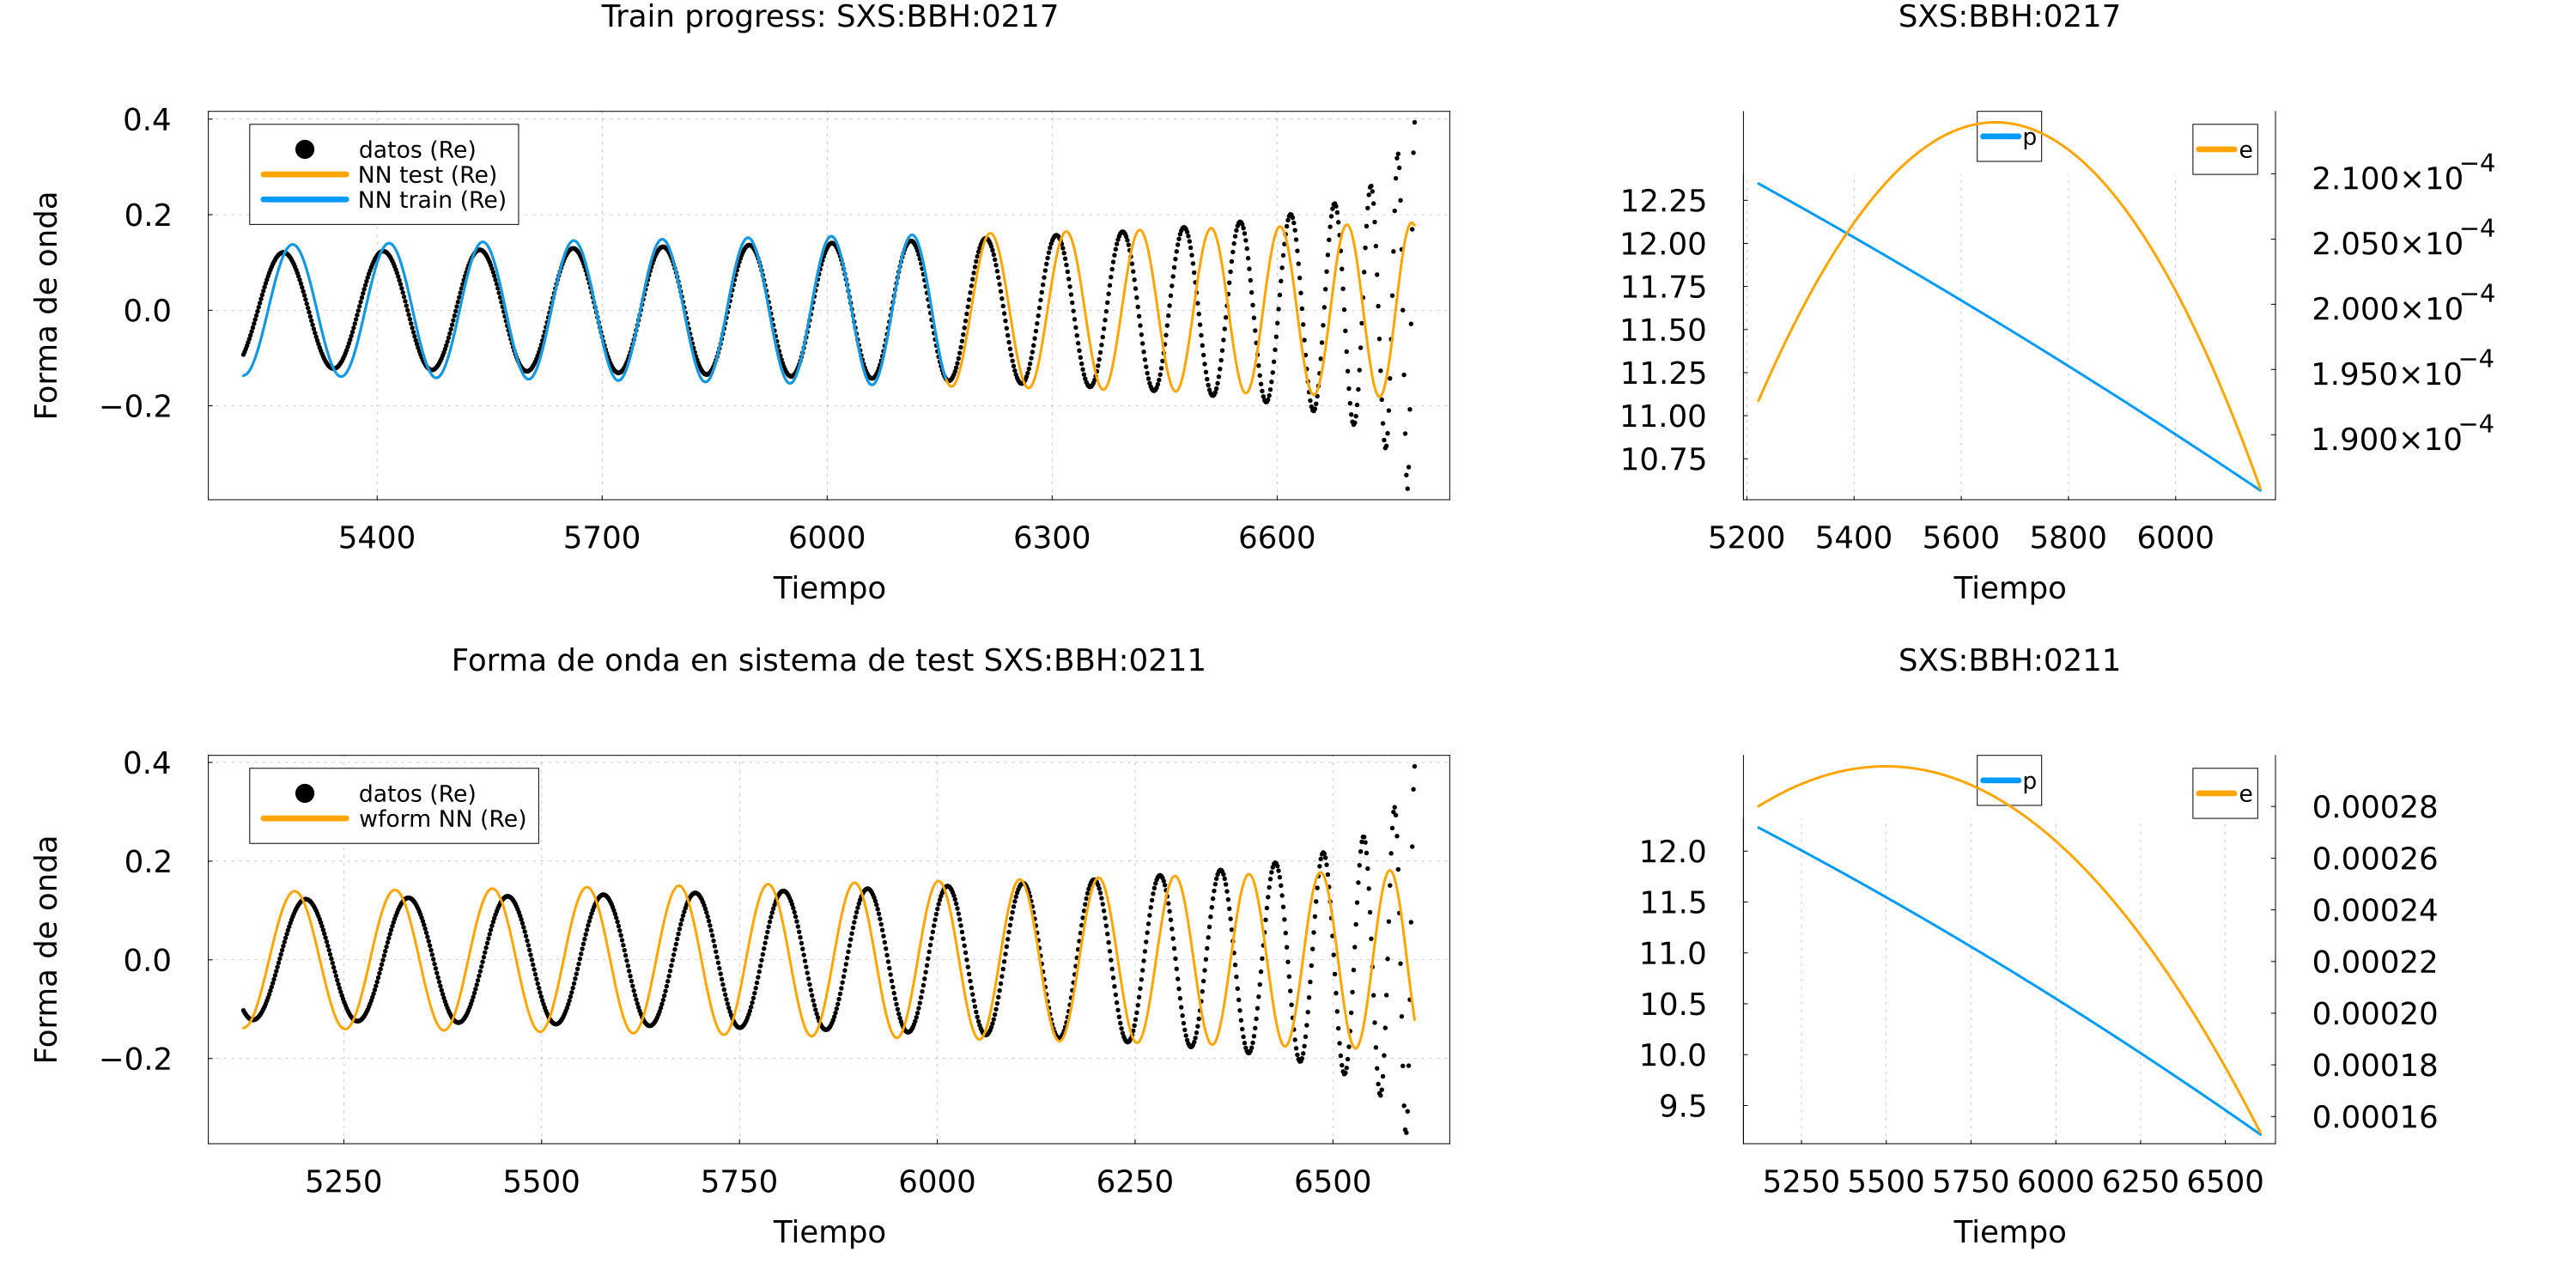 Train progress: SXS:BBH:0217
0.4
0.2
0.0
−0.2
Forma de onda
datos (Re)
NN test (Re)
NN train (Re)
5400 5700 6000 6300 6600
Tiempo
SXS:BBH:0217
12.25
12.00
11.75
11.50
11.25
11.00
10.75
p
e
2.100×10⁻⁴
2.050×10⁻⁴
2.000×10⁻⁴
1.950×10⁻⁴
1.900×10⁻⁴
5200 5400 5600 5800 6000
Tiempo
Forma de onda en sistema de test SXS:BBH:0211
0.4
0.2
0.0
−0.2
Forma de onda
datos (Re)
wform NN (Re)
5250 5500 5750 6000 6250 6500
Tiempo
SXS:BBH:0211
12.0
11.5
11.0
10.5
10.0
9.5
p
e
0.00028
0.00026
0.00024
0.00022
0.00020
0.00018
0.00016
5250 5500 5750 6000 6250 6500
Tiempo